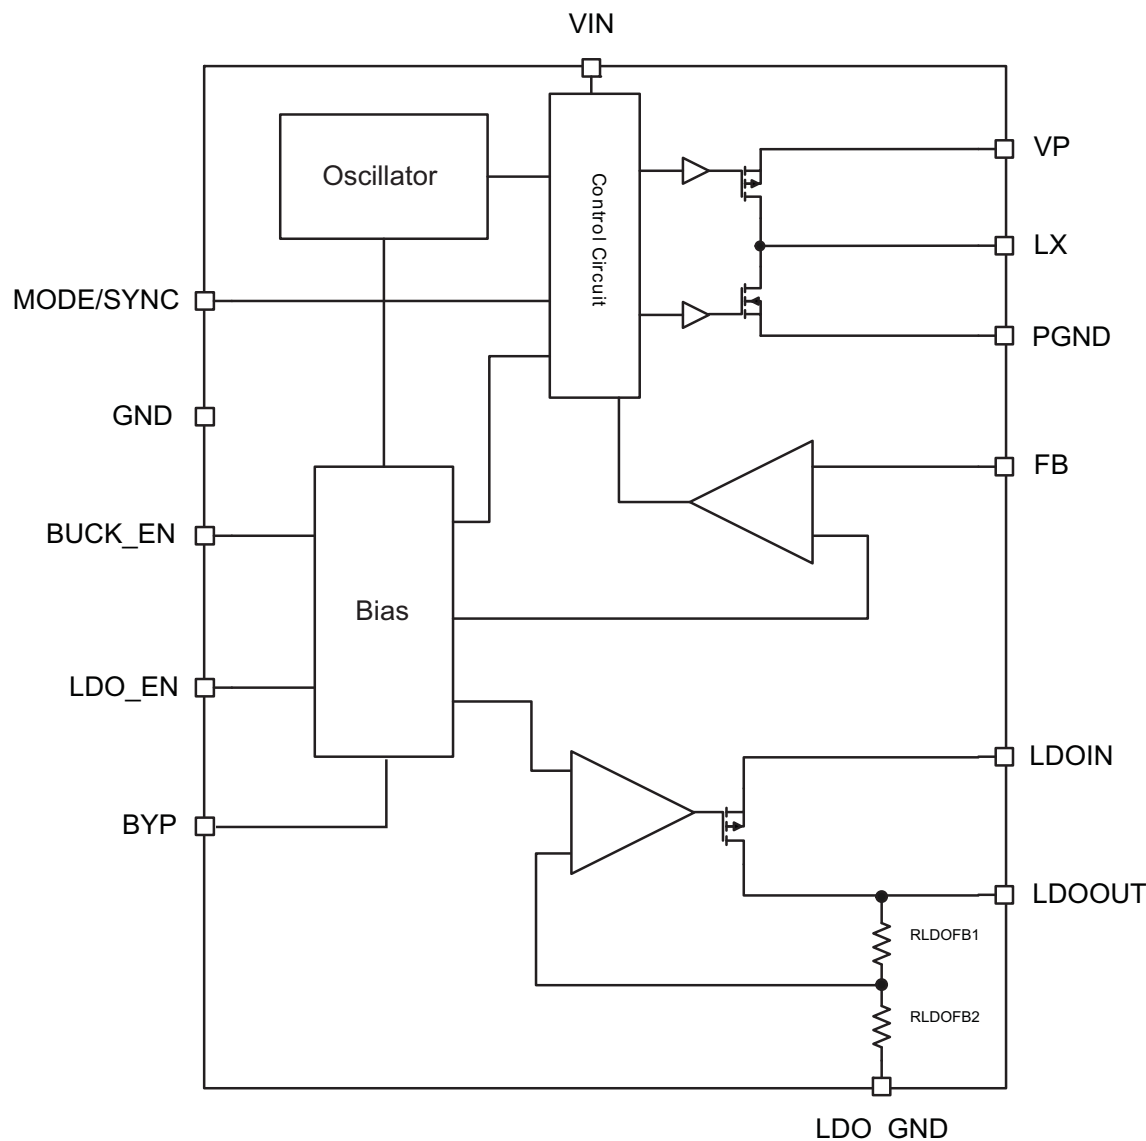 VIN
VP
Oscillator
Control Circuit
LX
MODE/SYNC
PGND
GND
FB
BUCK_EN
Bias
LDO_EN
LDOIN
BYP
LDOOUT
RLDOFB1
RLDOFB2
LDO_GND